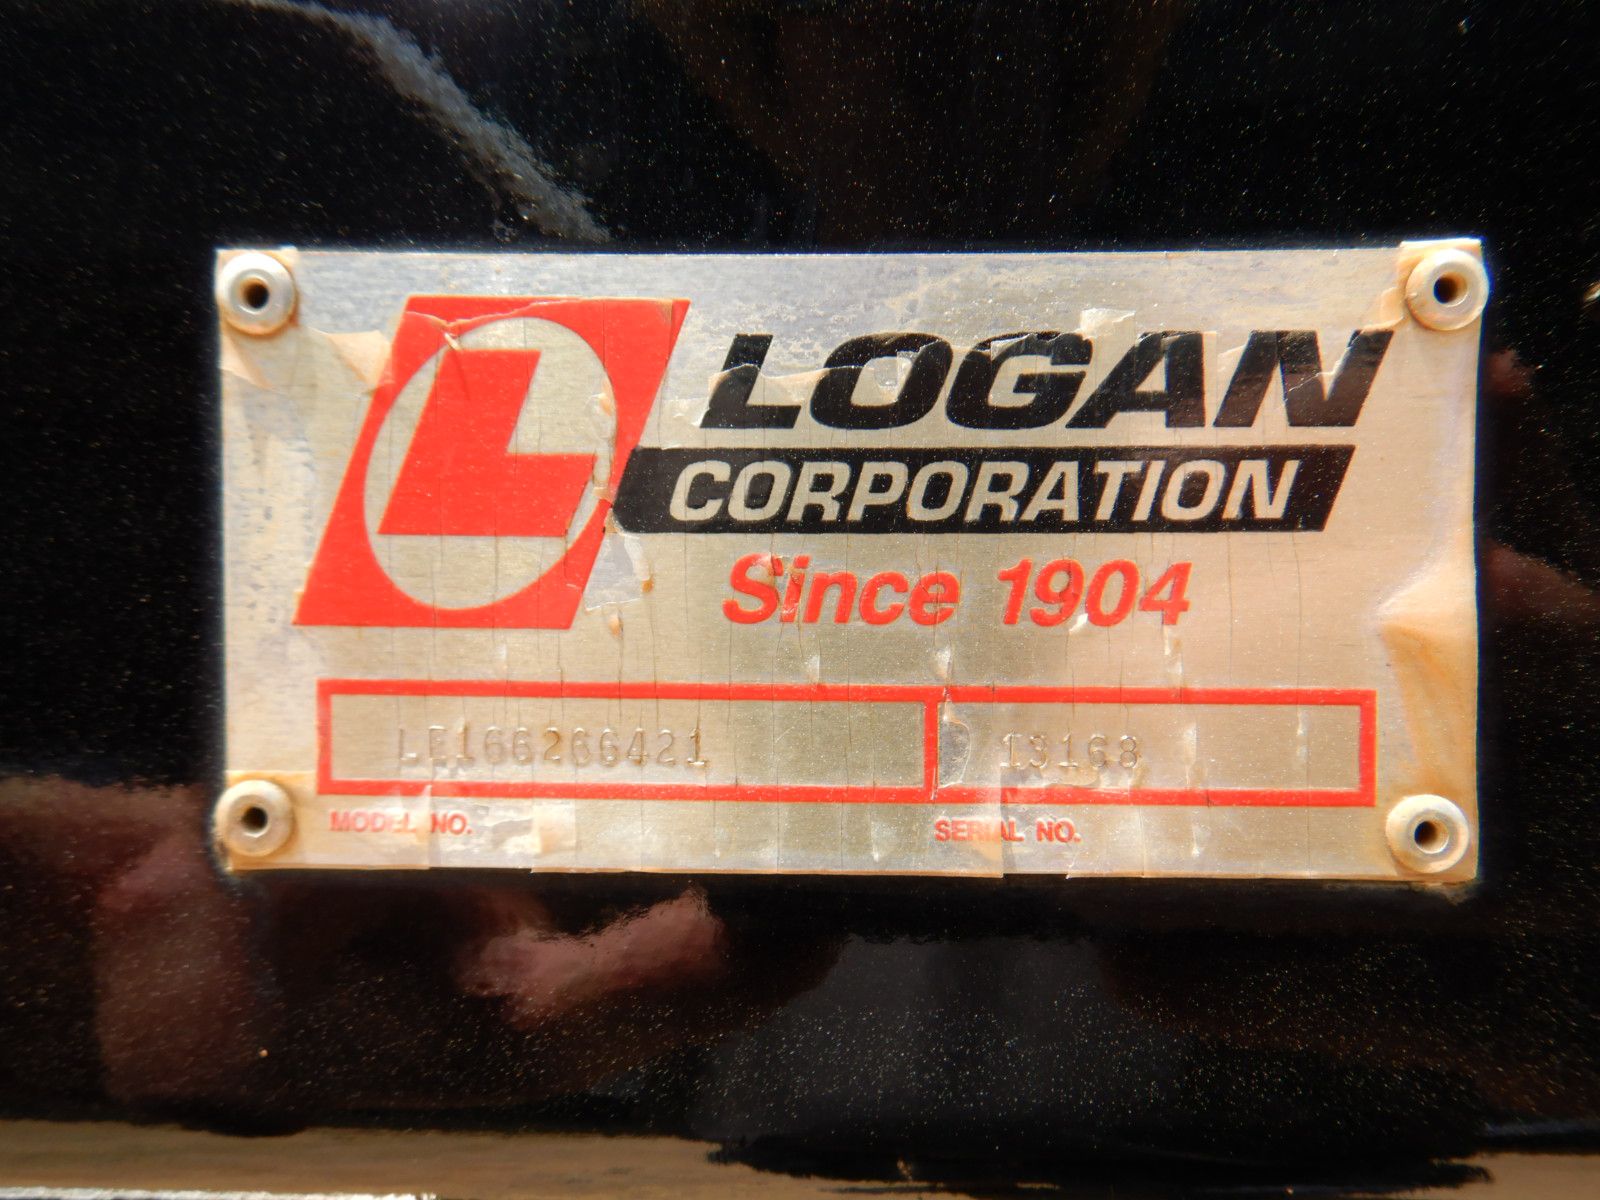 L
LOGAN
CORPORATION
Since 1904
LE166266421
13168
MODEL NO.
SERIAL NO.